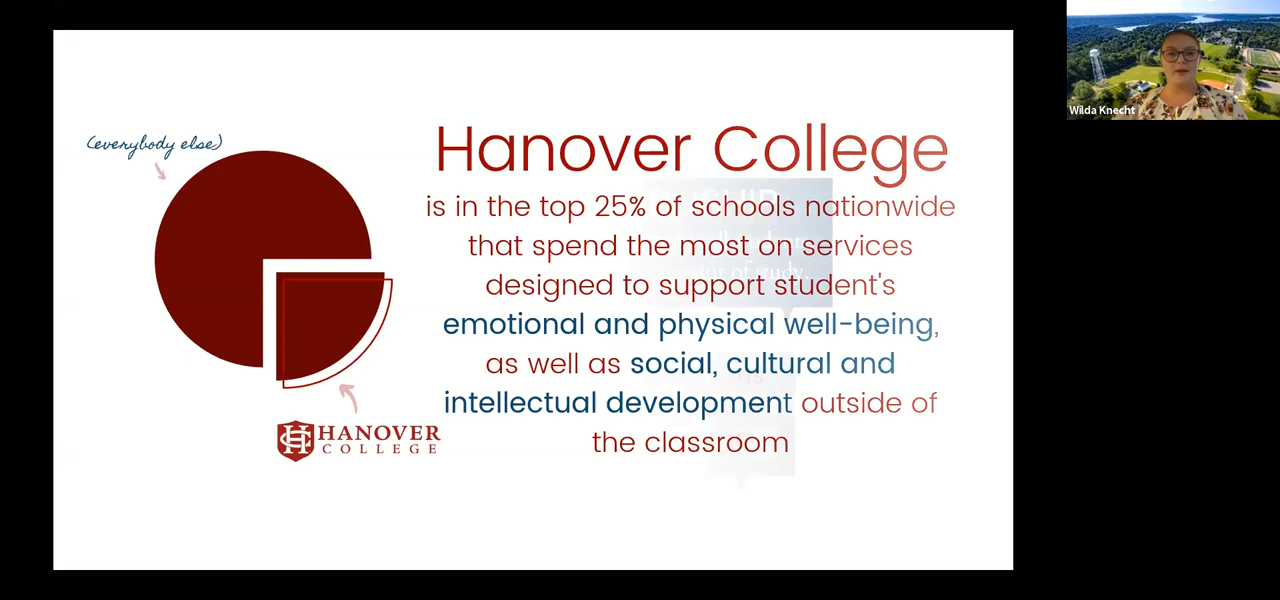 (everybody else)
Hanover College
is in the top 25% of schools nationwide
that spend the most on services
designed to support student's
emotional and physical well-being,
as well as social, cultural and
intellectual development outside of
the classroom
HANOVER
COLLEGE
Wilda Knecht